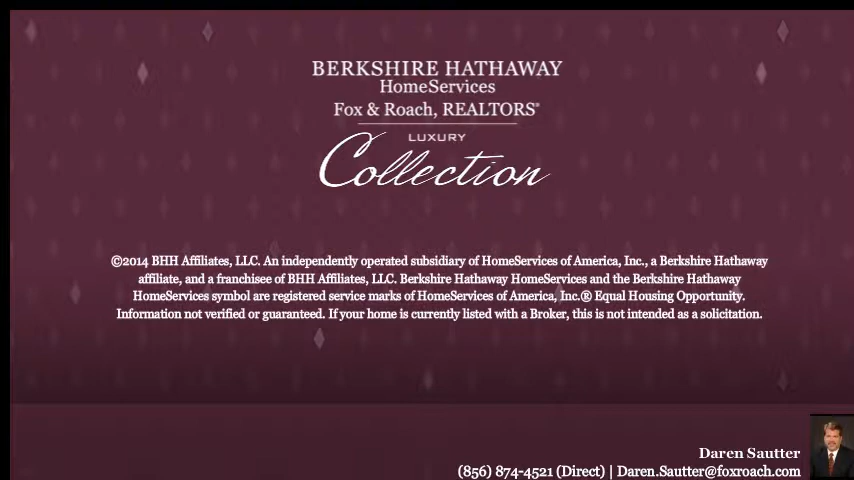 BERKSHIRE HATHAWAY
HomeServices
Fox & Roach, REALTORS®
LUXURY
Collection
©2014 BHH Affiliates, LLC. An independently operated subsidiary of HomeServices of America, Inc., a Berkshire Hathaway
affiliate, and a franchisee of BHH Affiliates, LLC. Berkshire Hathaway HomeServices and the Berkshire Hathaway
HomeServices symbol are registered service marks of HomeServices of America, Inc.® Equal Housing Opportunity.
Information not verified or guaranteed. If your home is currently listed with a Broker, this is not intended as a solicitation.
Daren Sautter
(856) 874-4521 (Direct) | Daren.Sautter@foxroach.com